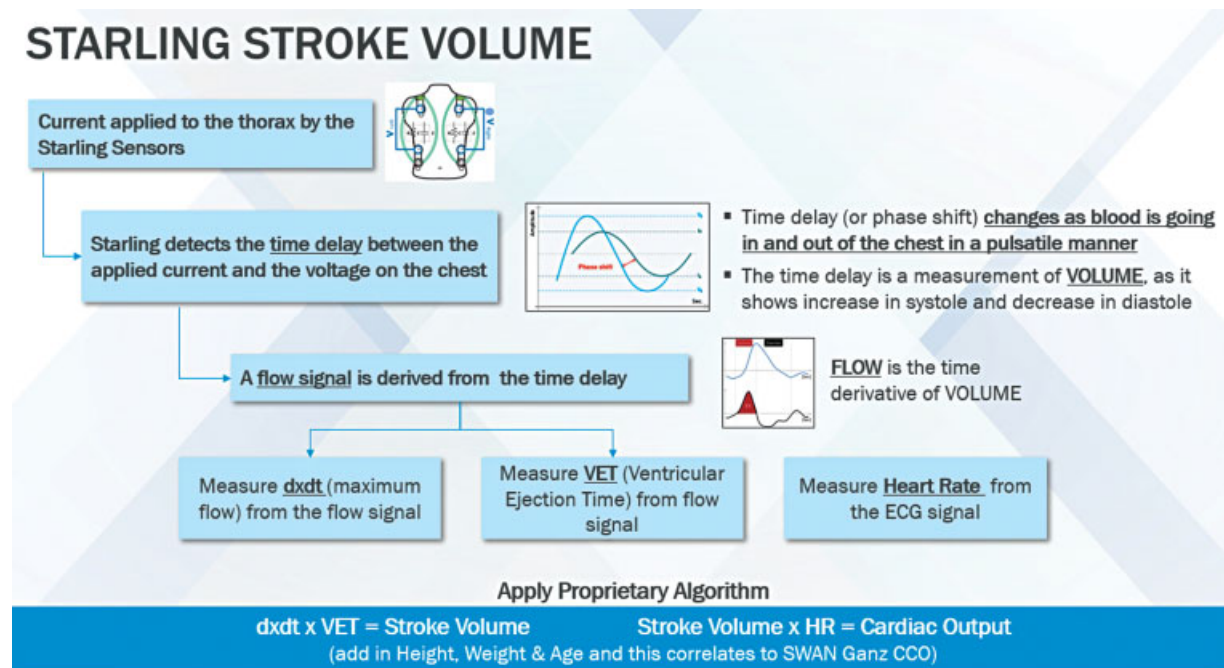 STARLING STROKE VOLUME
Current applied to the thorax by the
Starling Sensors
Starling detects the time delay between the
applied current and the voltage on the chest
Amplitude
Phase shift
Sec.
▪ Time delay (or phase shift) changes as blood is going
in and out of the chest in a pulsatile manner
▪ The time delay is a measurement of VOLUME, as it
shows increase in systole and decrease in diastole
A flow signal is derived from the time delay
FLOW is the time
derivative of VOLUME
Measure dxdt (maximum
flow) from the flow signal
Measure VET (Ventricular
Ejection Time) from flow
signal
Measure Heart Rate from
the ECG signal
Apply Proprietary Algorithm
dxdt x VET = Stroke Volume
Stroke Volume x HR = Cardiac Output
(add in Height, Weight & Age and this correlates to SWAN Ganz CCO)